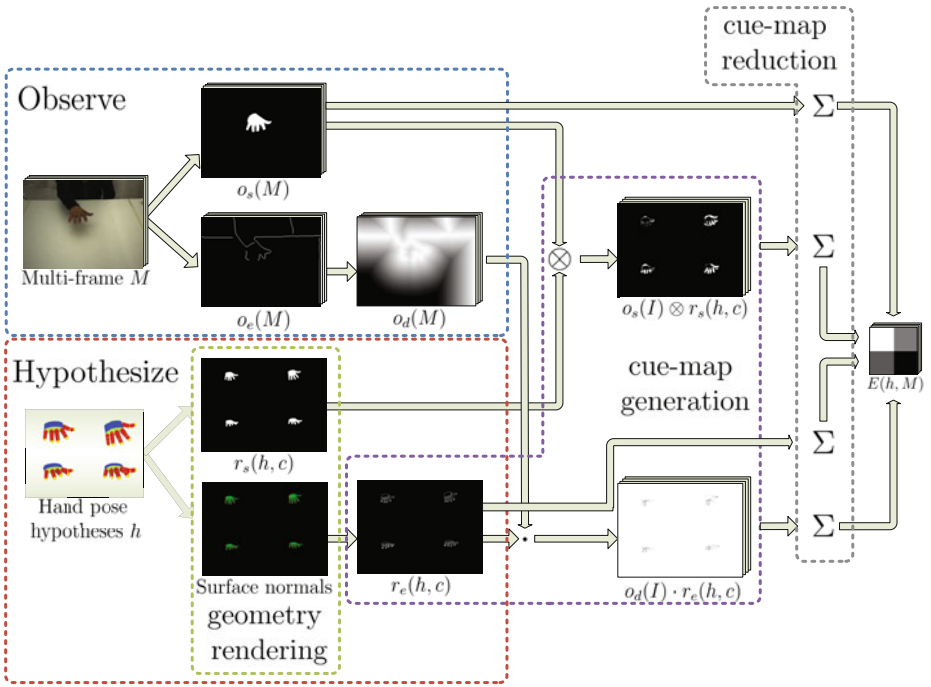 cue-map
reduction
Observe
Σ
o_s(M)
Multi-frame M
o_e(M)
o_d(M)
⊗
o_s(I) ⊗ r_s(h, c)
Σ
Hypothesize
cue-map
generation
E(h, M)
r_s(h, c)
Σ
Hand pose
hypotheses h
Surface normals
r_e(h, c)
·
o_d(I) · r_e(h, c)
Σ
geometry
rendering